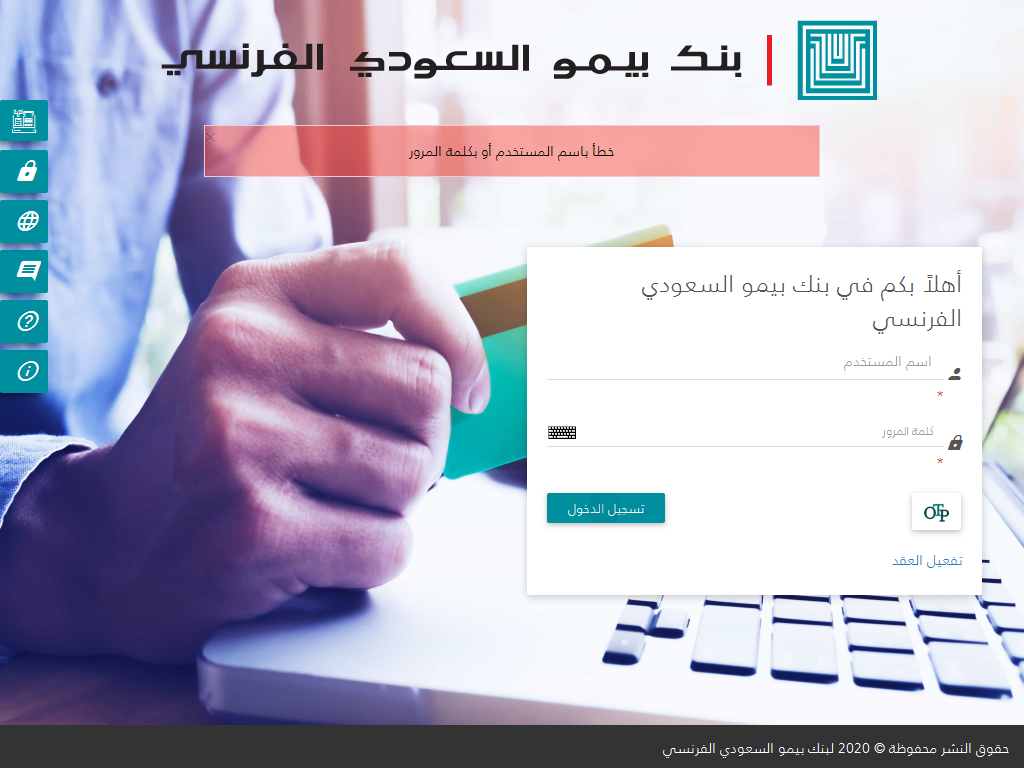 بنك بيمو السعودي الفرنسي
خطأ باسم المستخدم أو بكلمة المرور
أهلاً بكم في بنك بيمو السعودي
الفرنسي
اسم المستخدم
*
كلمة المرور
*
OTP
تسجيل الدخول
تفعيل العقد
حقوق النشر محفوظة © 2020 لبنك بيمو السعودي الفرنسي